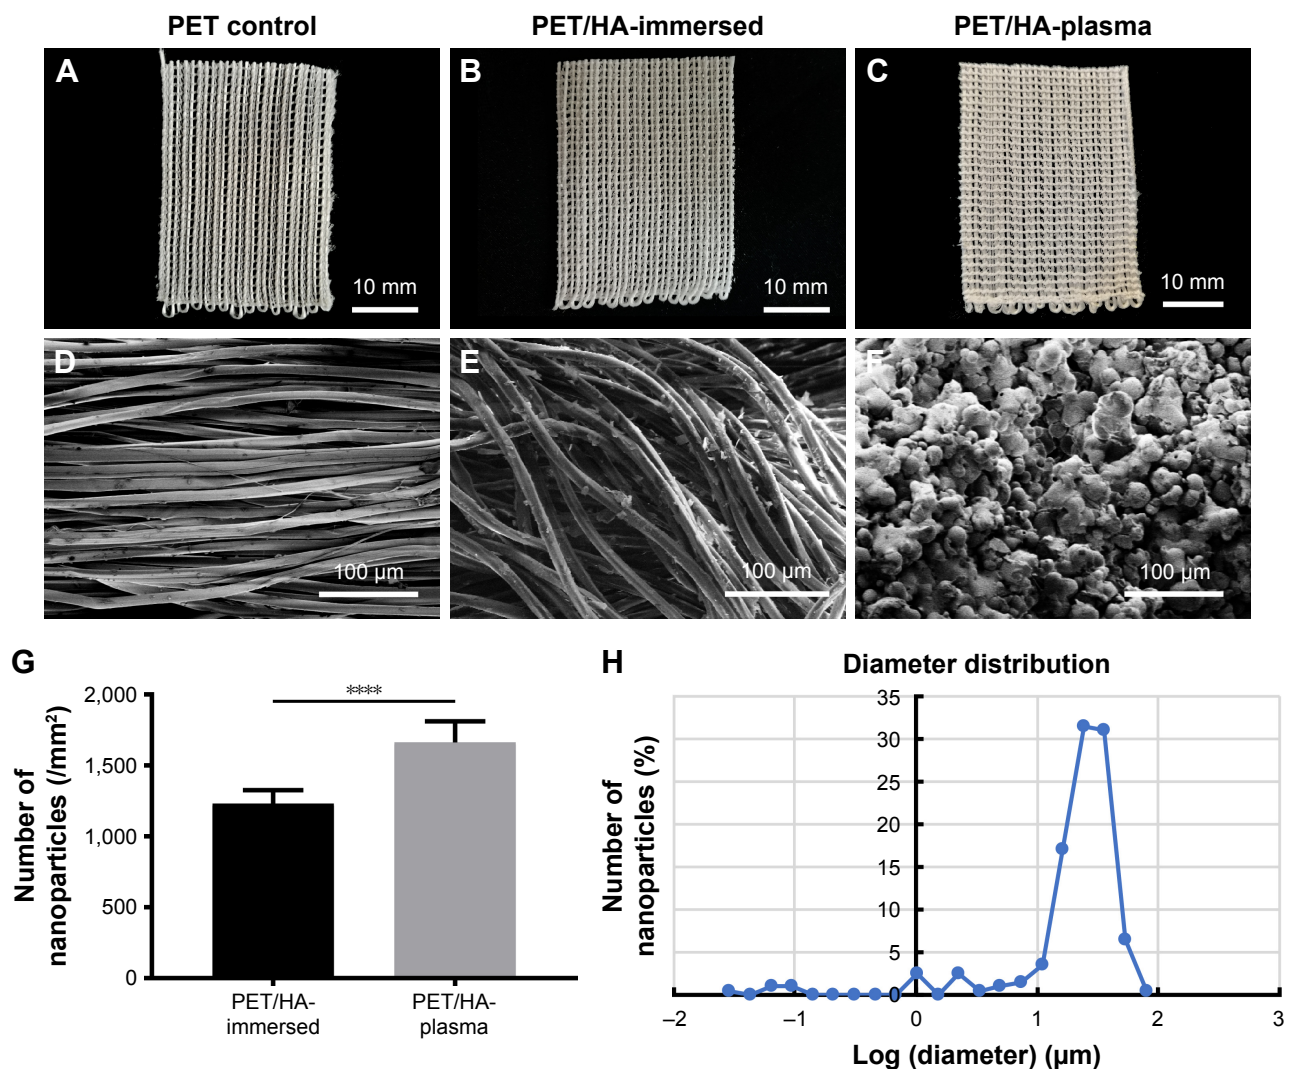 PET control
PET/HA-immersed
PET/HA-plasma
A
B
C
10 mm
10 mm
10 mm
D
E
F
100 µm
100 µm
100 µm
G
2,000
1,500
1,000
500
0
Number of
nanoparticles (/mm²)
****
PET/HA-
immersed
PET/HA-
plasma
H
Diameter distribution
35
30
25
20
15
10
5
0
Number of
nanoparticles (%)
–2
–1
0
1
2
3
Log (diameter) (µm)